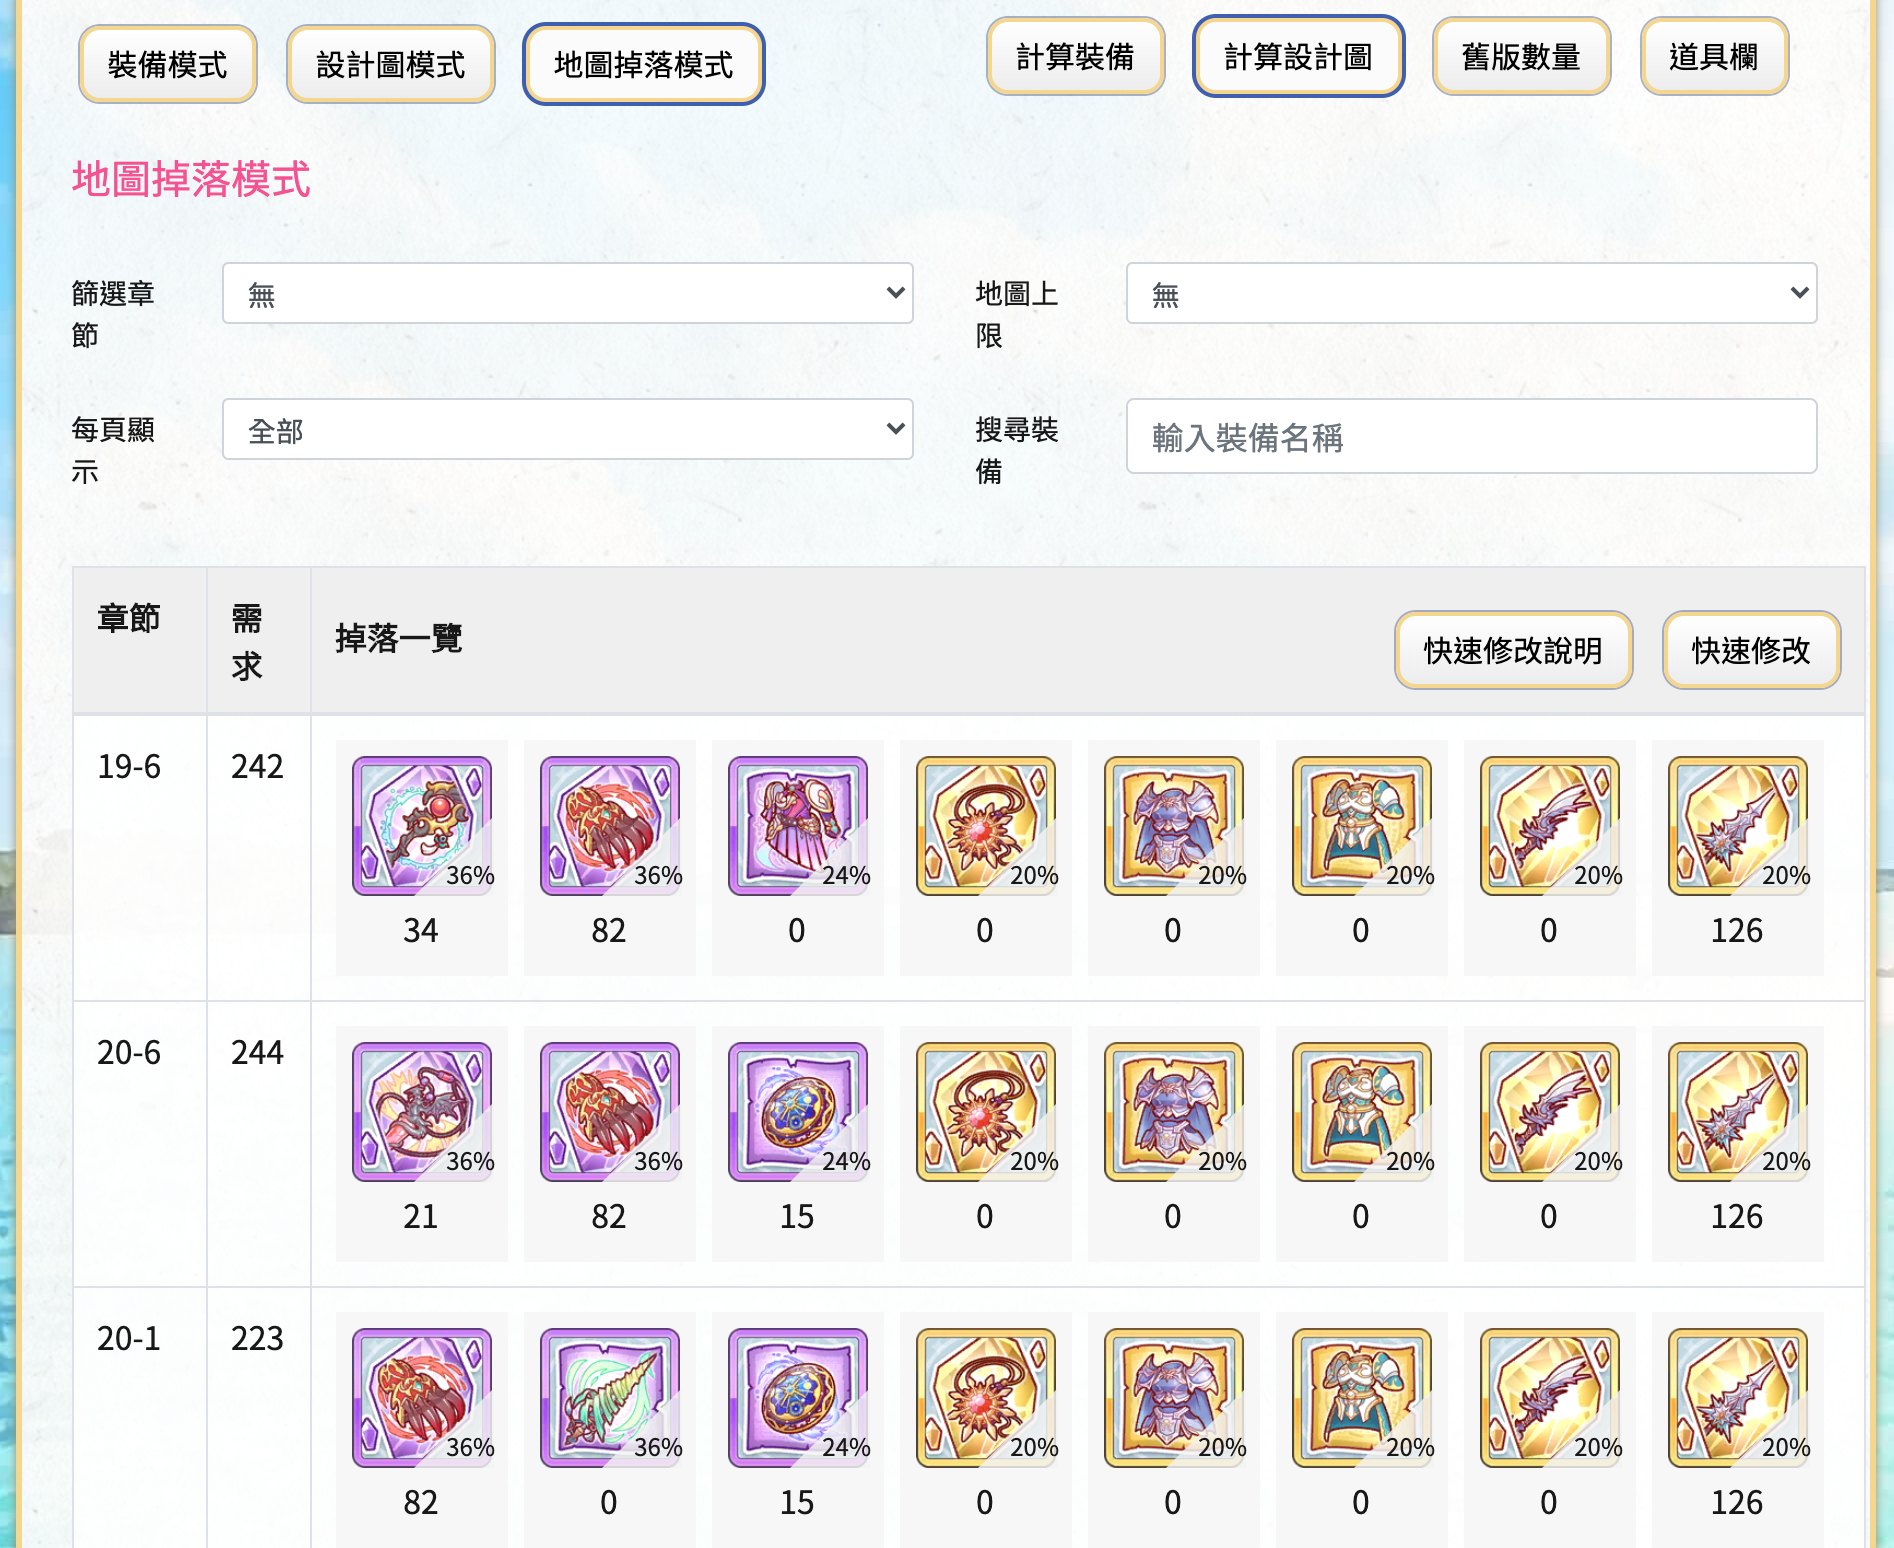 裝備模式 設計圖模式 地圖掉落模式 計算裝備 計算設計圖 舊版數量 道具欄
地圖掉落模式
篩選章節 無 地圖上限 無
每頁顯示 全部 搜尋裝備 輸入裝備名稱
章節 需求 掉落一覽 快速修改說明 快速修改
19-6 242
36% 36% 24% 20% 20% 20% 20% 20%
34 82 0 0 0 0 0 126
20-6 244
36% 36% 24% 20% 20% 20% 20% 20%
21 82 15 0 0 0 0 126
20-1 223
36% 36% 24% 20% 20% 20% 20% 20%
82 0 15 0 0 0 0 126